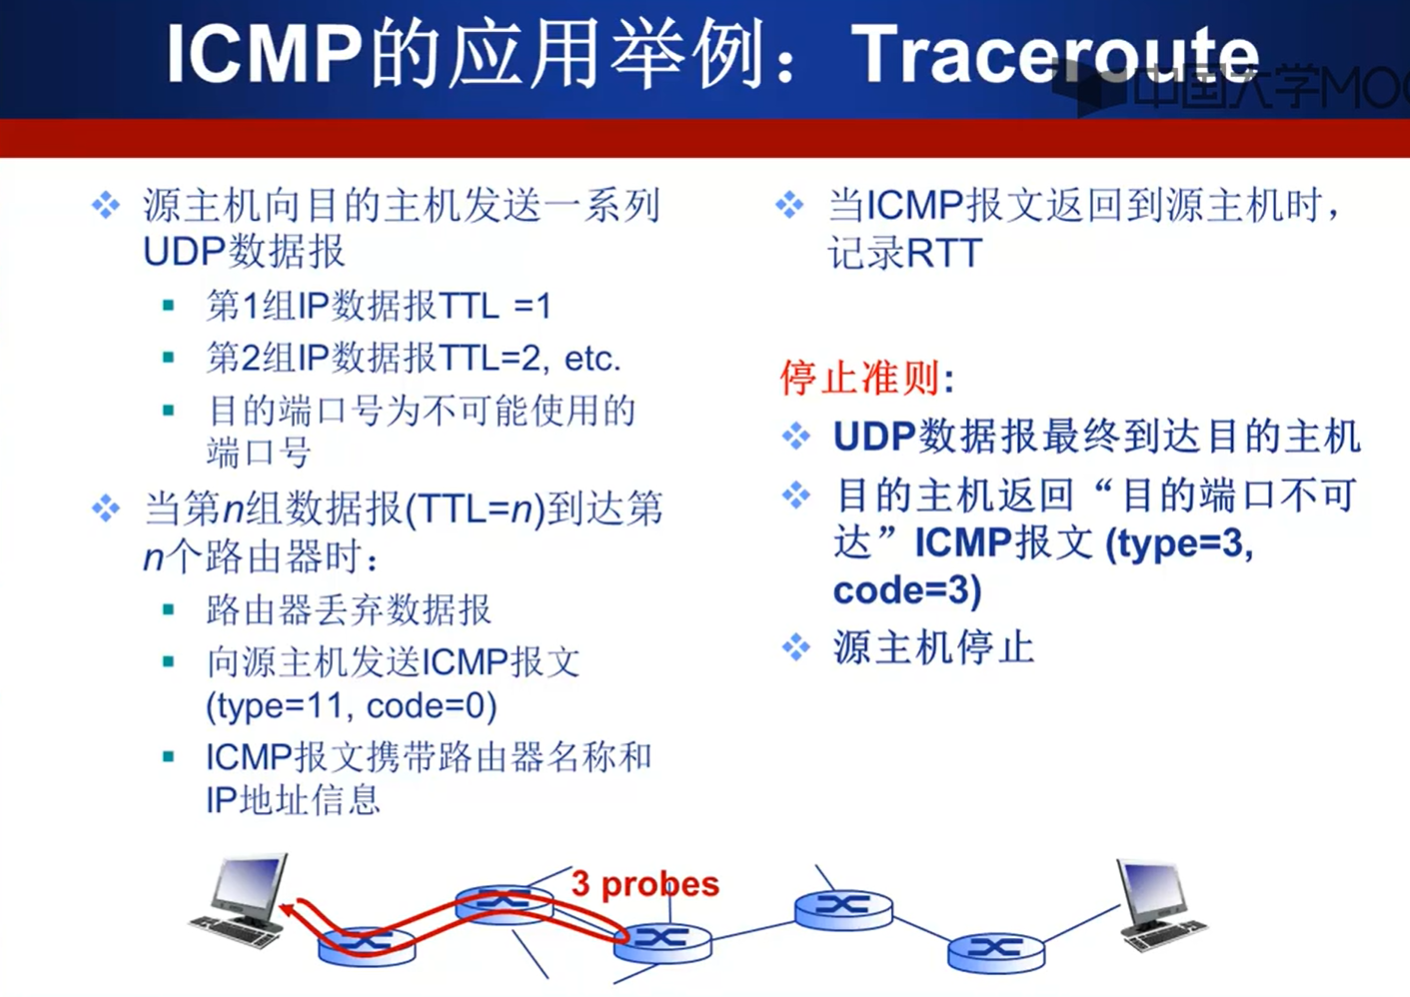 ICMP的应用举例：Traceroute
中国大学MOO
源主机向目的主机发送一系列
UDP数据报
第1组IP数据报TTL =1
第2组IP数据报TTL=2, etc.
目的端口号为不可能使用的
端口号
当第n组数据报(TTL=n)到达第
n个路由器时：
路由器丢弃数据报
向源主机发送ICMP报文
(type=11, code=0)
ICMP报文携带路由器名称和
IP地址信息
当ICMP报文返回到源主机时，
记录RTT
停止准则:
UDP数据报最终到达目的主机
目的主机返回“目的端口不可
达”ICMP报文 (type=3,
code=3)
源主机停止
3 probes